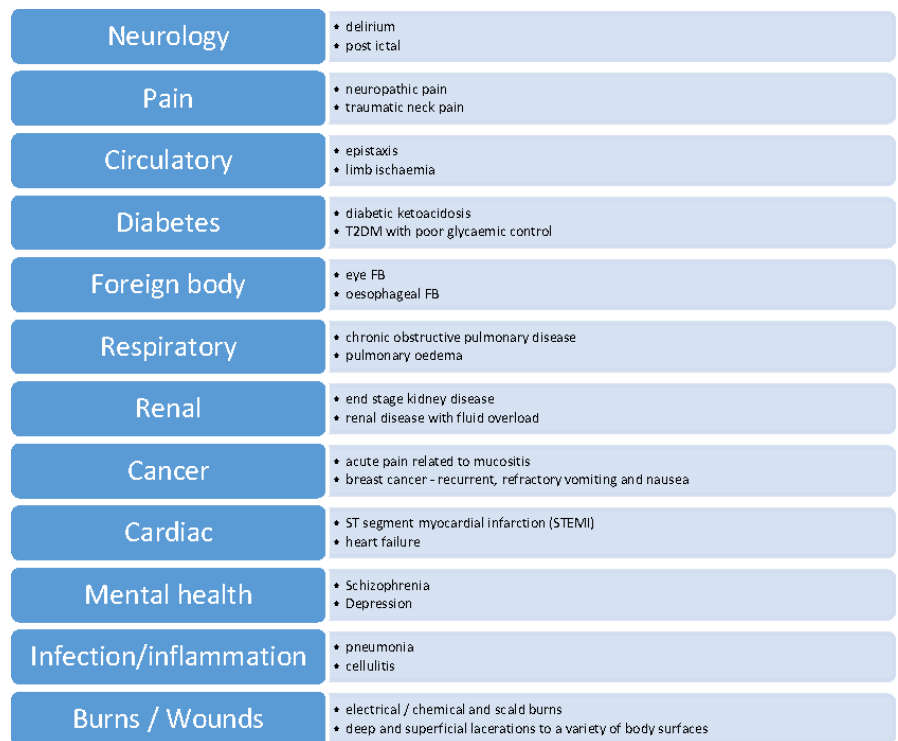 Neurology
• delirium
• post ictal
Pain
• neuropathic pain
• traumatic neck pain
Circulatory
• epistaxis
• limb ischaemia
Diabetes
• diabetic ketoacidosis
• T2DM with poor glycaemic control
Foreign body
• eye FB
• oesophageal FB
Respiratory
• chronic obstructive pulmonary disease
• pulmonary oedema
Renal
• end stage kidney disease
• renal disease with fluid overload
Cancer
• acute pain related to mucositis
• breast cancer - recurrent, refractory vomiting and nausea
Cardiac
• ST segment myocardial infarction (STEMI)
• heart failure
Mental health
• Schizophrenia
• Depression
Infection/inflammation
• pneumonia
• cellulitis
Burns / Wounds
• electrical / chemical and scald burns
• deep and superficial lacerations to a variety of body surfaces